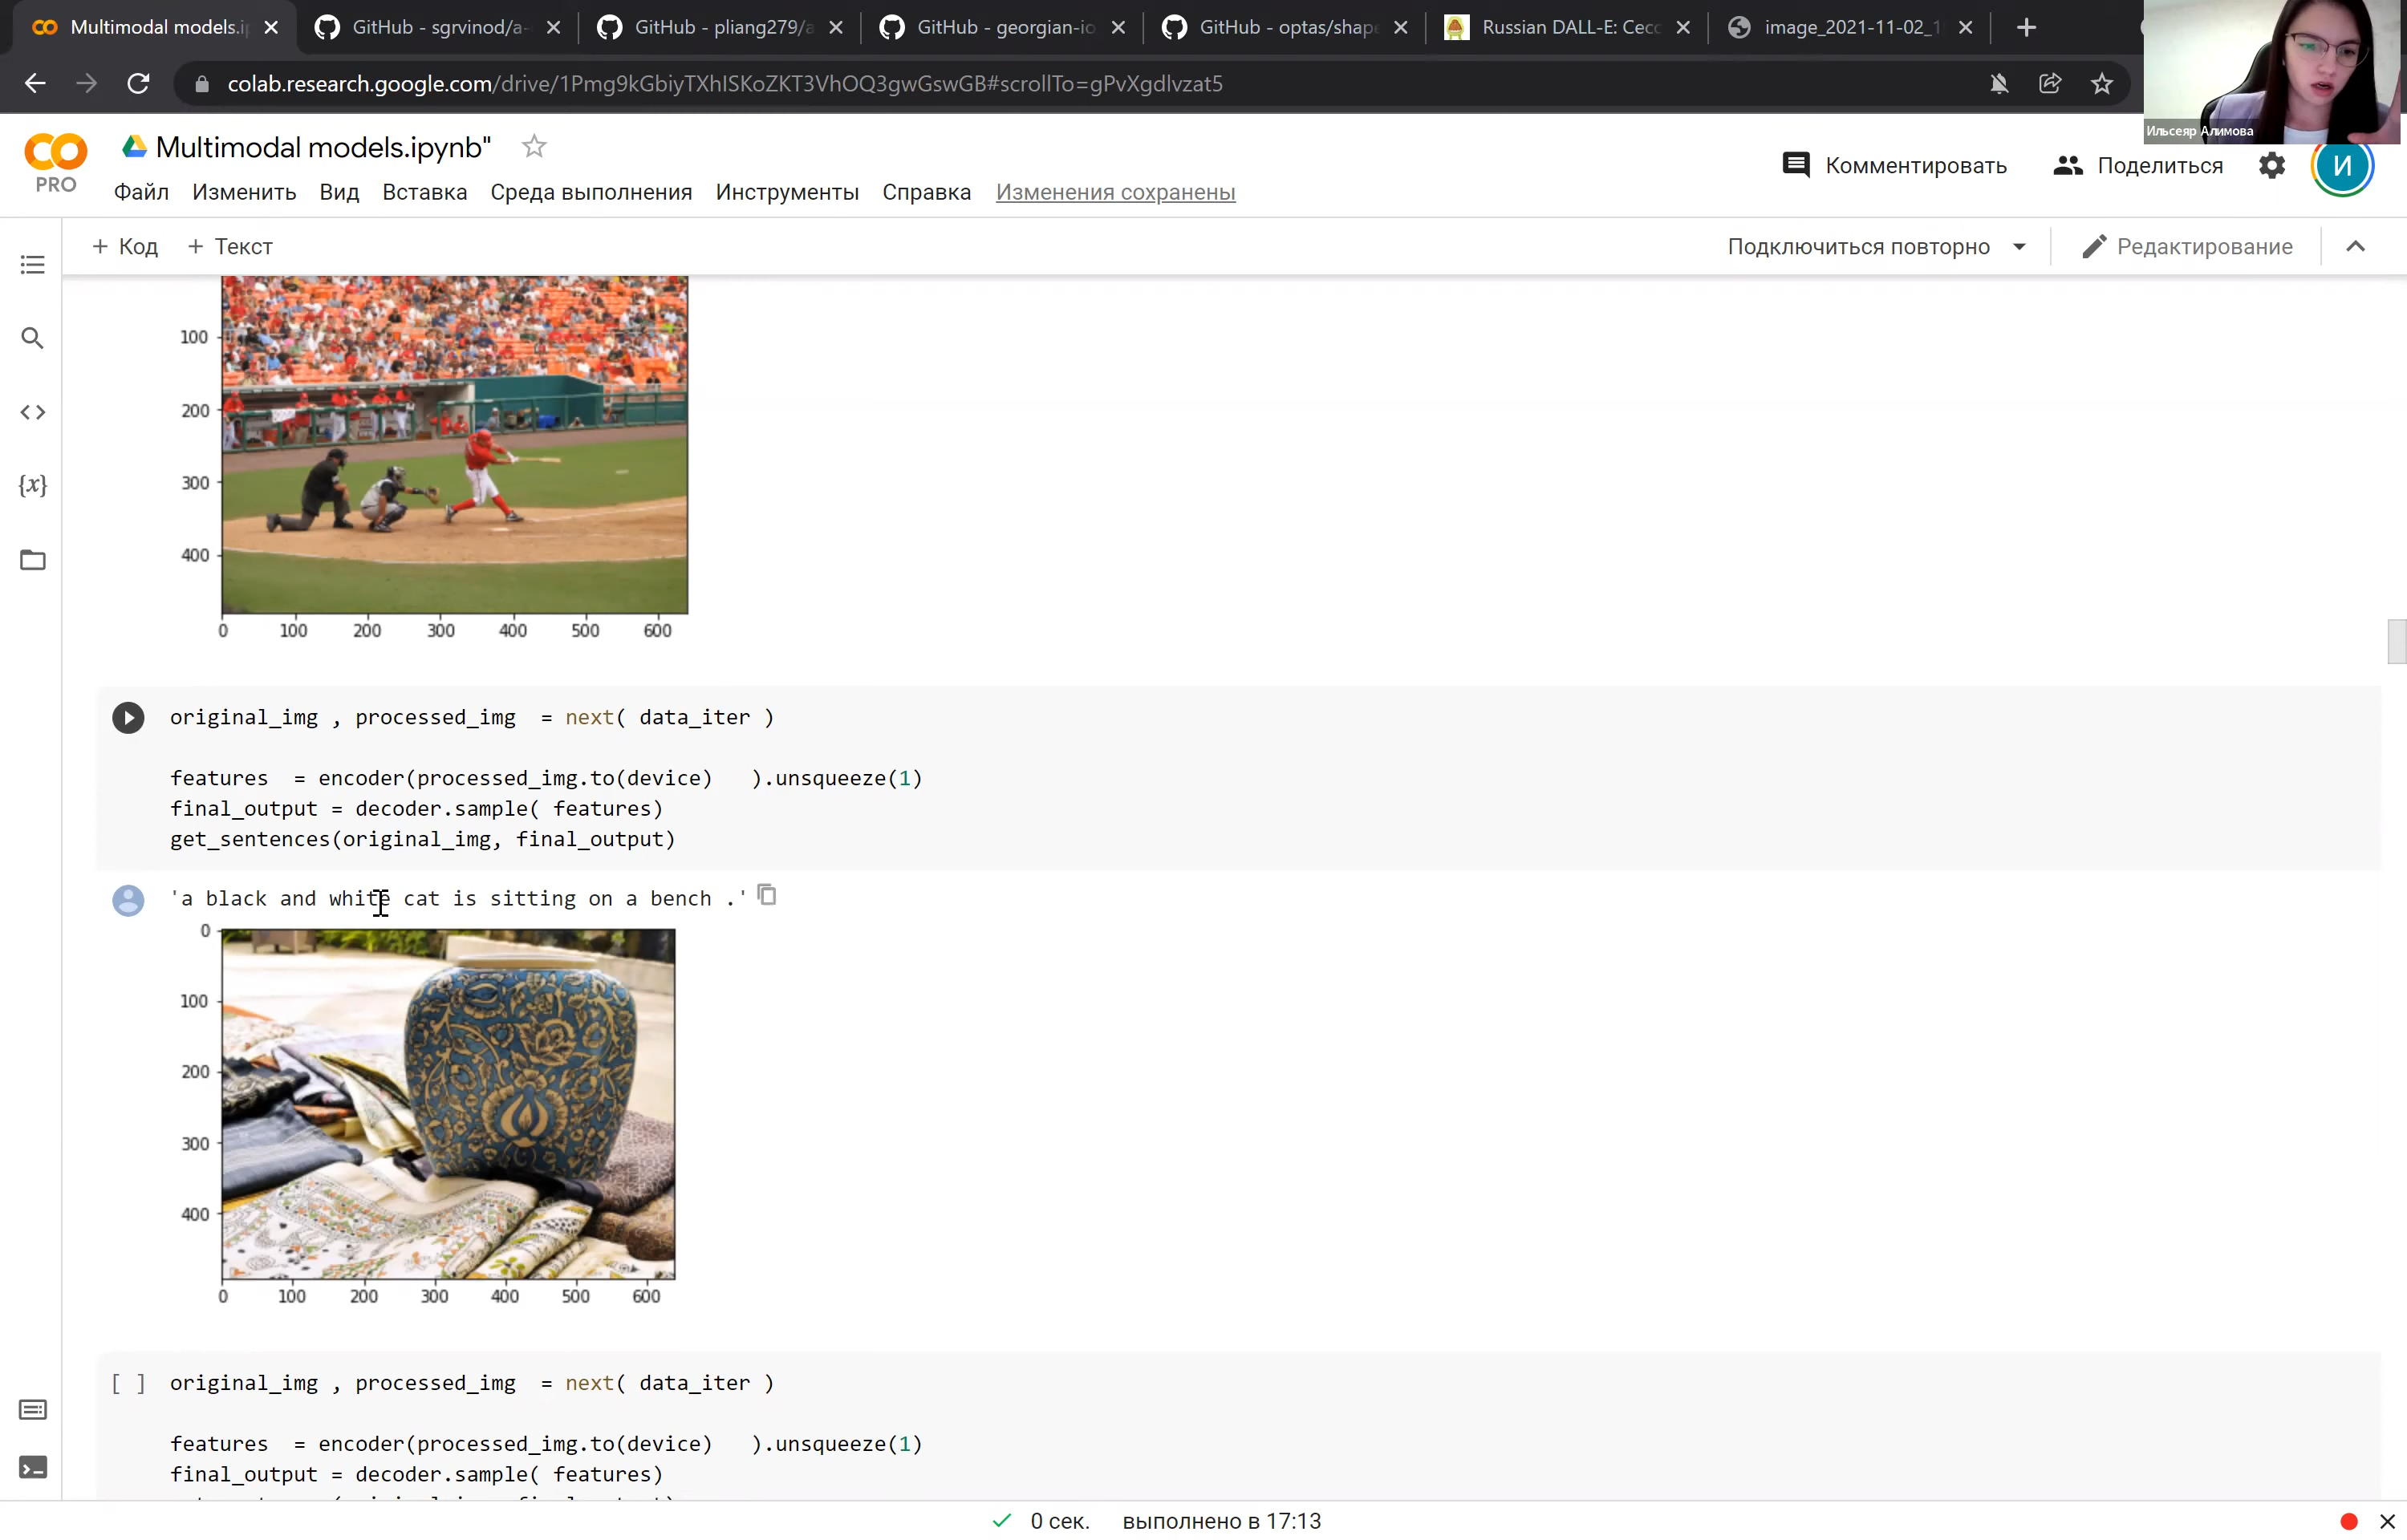 Multimodal models.i
GitHub - sgrvinod/a-
GitHub - pliang279/a
GitHub - georgian-io
GitHub - optas/shap
Russian DALL-E: Сесс
image_2021-11-02_1
colab.research.google.com/drive/1Pmg9kGbiyTXhISKoZKT3VhOQ3gwGswGB#scrollTo=gPvXgdlvzat5
Ильсеяр Алимова
PRO
Multimodal models.ipynb"
Файл Изменить Вид Вставка Среда выполнения Инструменты Справка Изменения сохранены
Комментировать
Поделиться
И
+ Код + Текст
Подключиться повторно
Редактирование
{x}
100
200
300
400
0 100 200 300 400 500 600
original_img , processed_img = next( data_iter )
features = encoder(processed_img.to(device) ).unsqueeze(1)
final_output = decoder.sample( features)
get_sentences(original_img, final_output)
'a black and white cat is sitting on a bench .'
0
100
200
300
400
0 100 200 300 400 500 600
[ ] original_img , processed_img = next( data_iter )
features = encoder(processed_img.to(device) ).unsqueeze(1)
final_output = decoder.sample( features)
0 сек. выполнено в 17:13